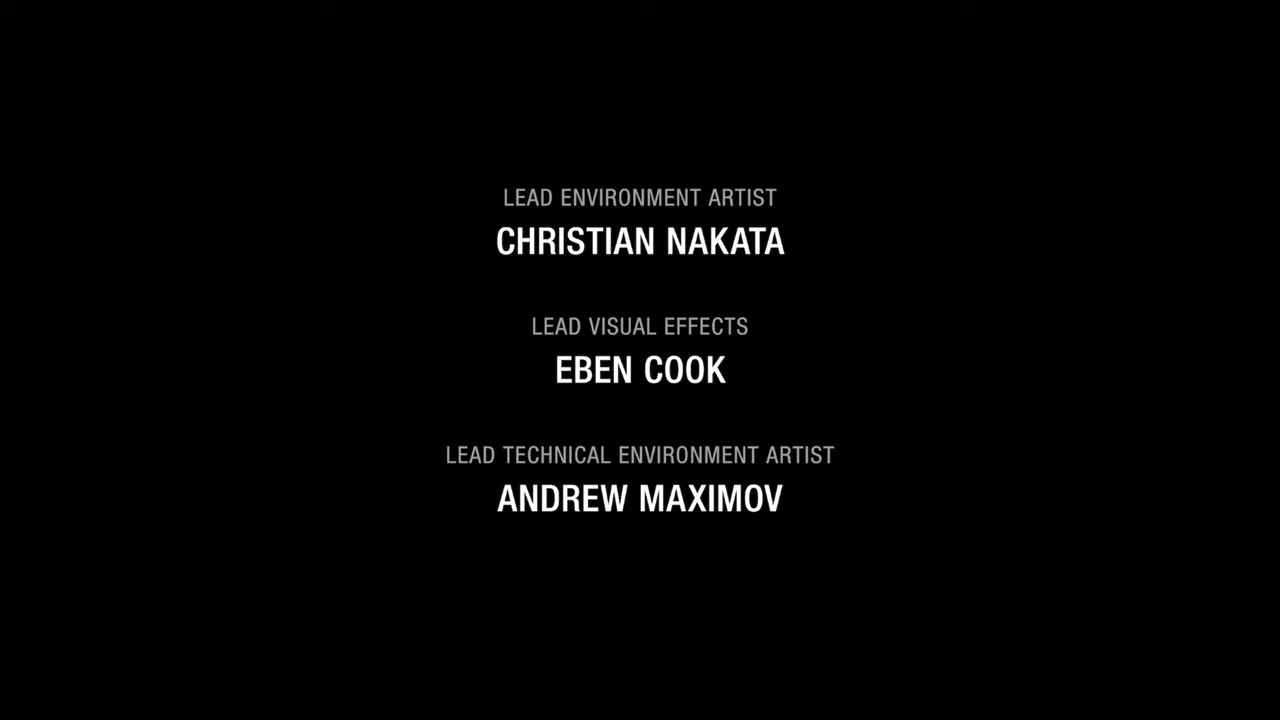 LEAD ENVIRONMENT ARTIST
CHRISTIAN NAKATA
LEAD VISUAL EFFECTS
EBEN COOK
LEAD TECHNICAL ENVIRONMENT ARTIST
ANDREW MAXIMOV